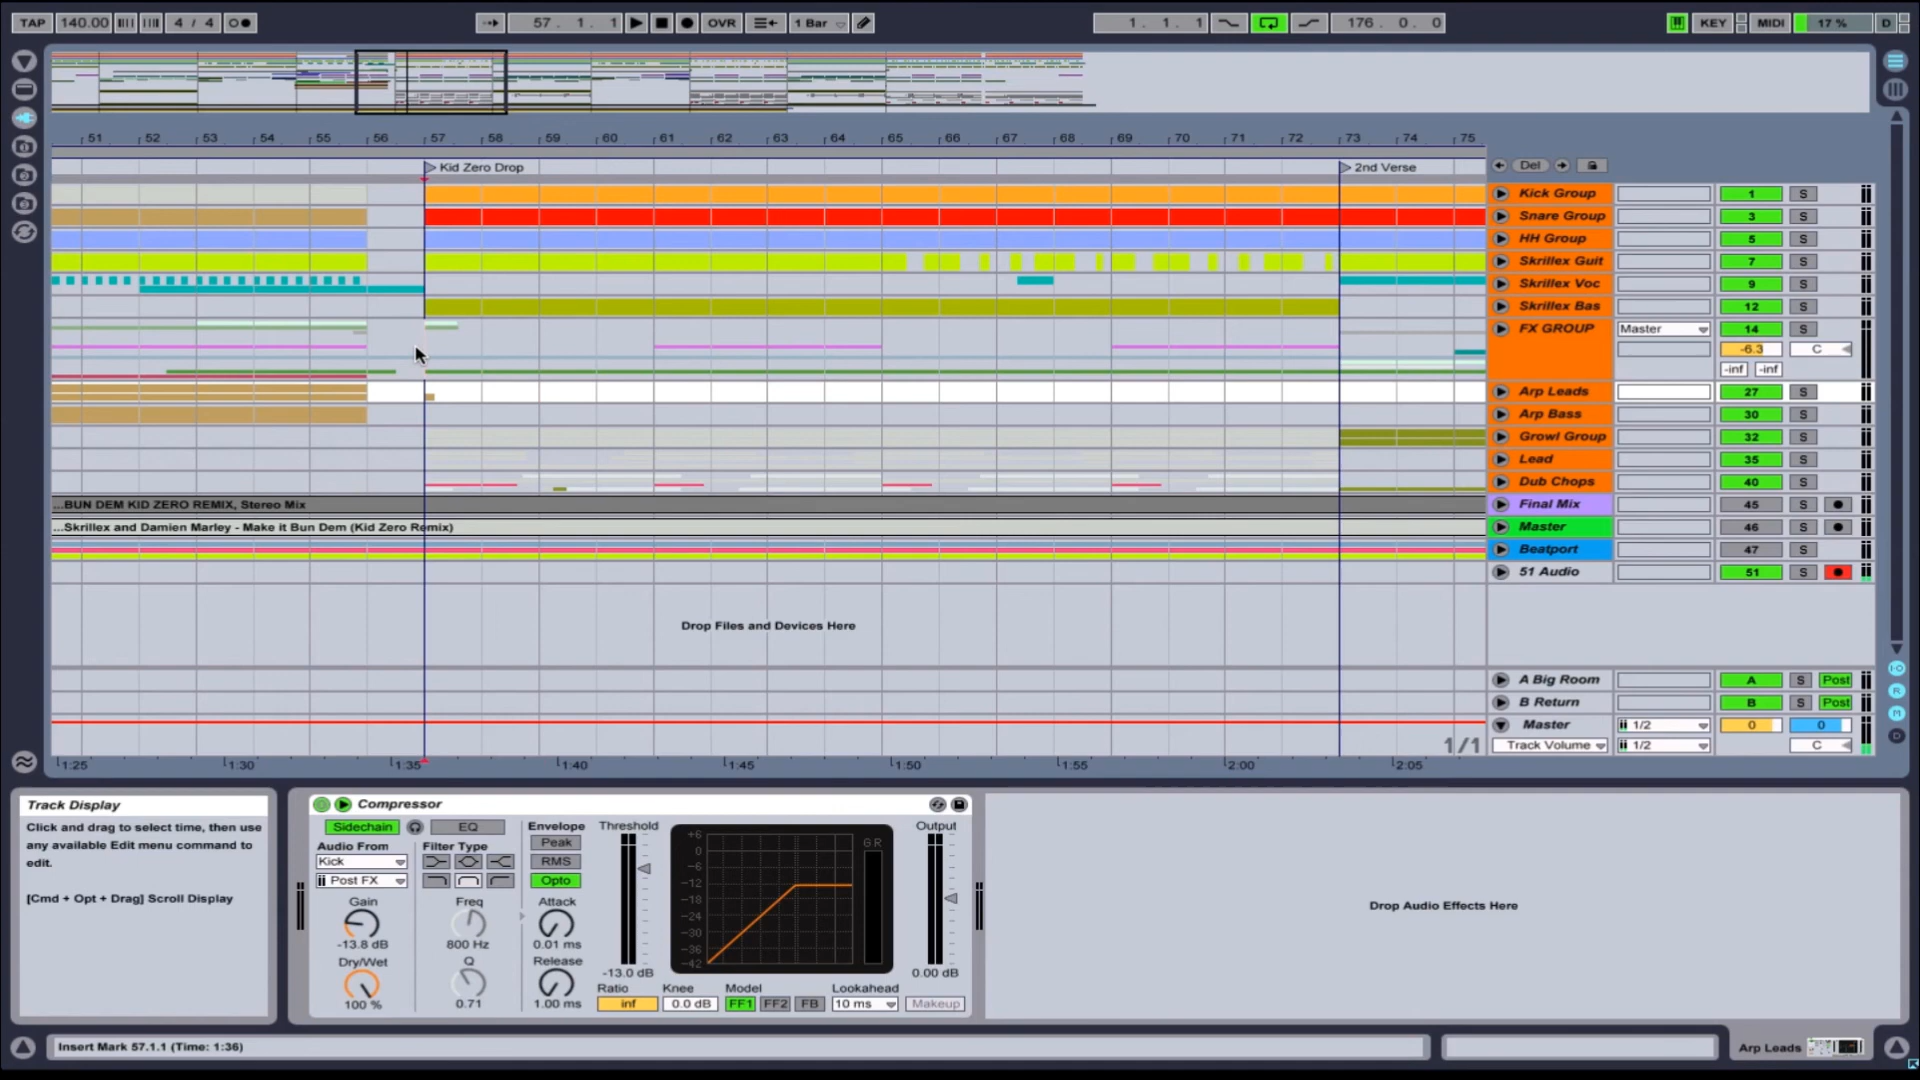 TAP 140.00 4 / 4 57. 1. 1 OVR 1 Bar 1. 1. 1 176. 0. 0 KEY MIDI 17 % D
51 52 53 54 55 56 57 58 59 60 61 62 63 64 65 66 67 68 69 70 71 72 73 74 75
Kid Zero Drop 2nd Verse Del
Kick Group 1 S
Snare Group 3 S
HH Group 5 S
Skrillex Guit 7 S
Skrillex Voc 9 S
Skrillex Bas 12 S
FX GROUP Master 14 S
-6.3 C
-inf -inf
Arp Leads 27 S
Arp Bass 30 S
Growl Group 32 S
Lead 35 S
Dub Chops 40 S
...BUN DEM KID ZERO REMIX, Stereo Mix Final Mix 45 S
...Skrillex and Damien Marley - Make it Bun Dem (Kid Zero Remix) Master 46 S
Beatport 47 S
51 Audio 51 S
Drop Files and Devices Here
A Big Room A S Post
B Return B S Post
Master 1/2 0 0
1/1 Track Volume 1/2 C
I·O
R
M
D
1:25 1:30 1:35 1:40 1:45 1:50 1:55 2:00 2:05
Track Display
Click and drag to select time, then use
any available Edit menu command to
edit.
[Cmd + Opt + Drag] Scroll Display
Compressor
Sidechain EQ
Audio From Filter Type
Kick
Post FX
Gain Freq
-13.8 dB 800 Hz
Dry/Wet Q
100 % 0.71
Envelope
Peak
RMS
Opto
Attack
0.01 ms
Release
1.00 ms
Threshold
-13.0 dB
Ratio Knee Model Lookahead
inf 0.0 dB FF1 FF2 FB 10 ms Makeup
+6
0
-6
-12
-18
-24
-30
-36
-42
GR
Output
0.00 dB
Drop Audio Effects Here
Insert Mark 57.1.1 (Time: 1:36)
Arp Leads